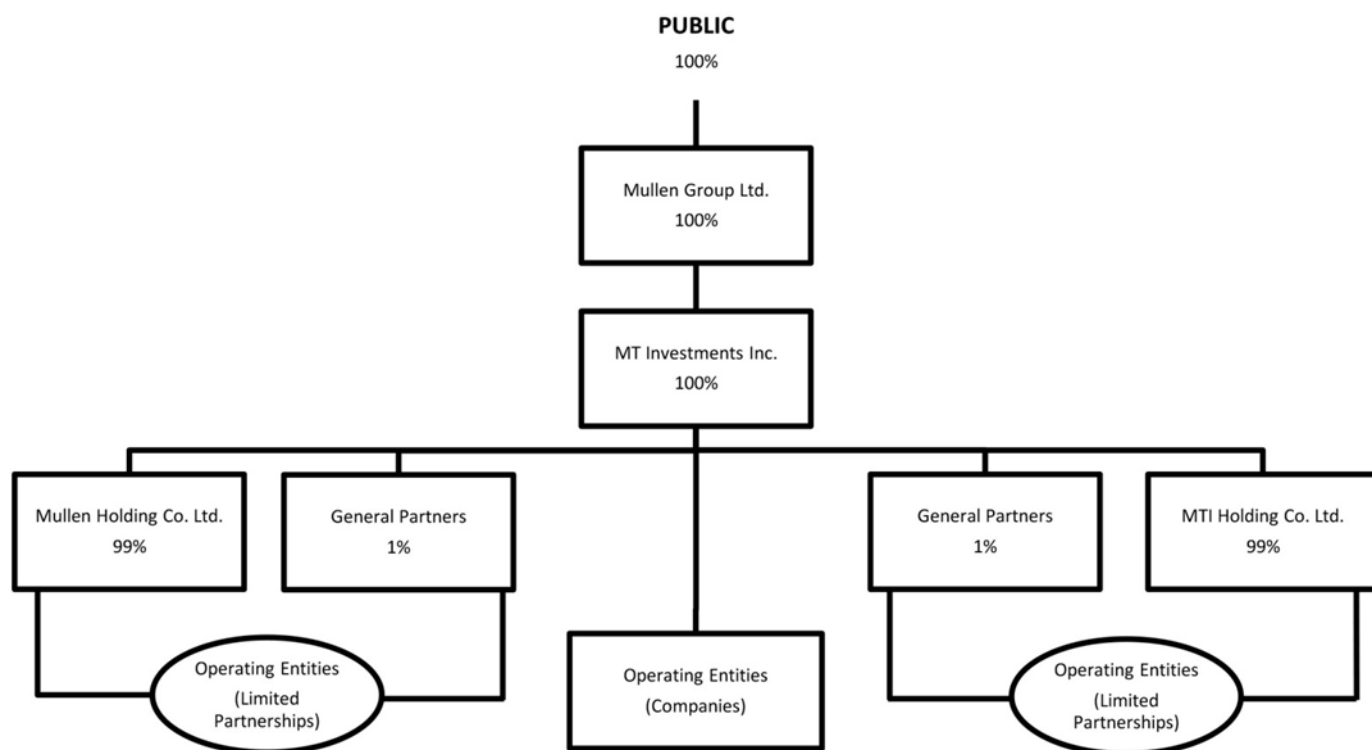 PUBLIC
100%
Mullen Group Ltd.
100%
MT Investments Inc.
100%
Mullen Holding Co. Ltd.
99%
General Partners
1%
General Partners
1%
MTI Holding Co. Ltd.
99%
Operating Entities
(Limited
Partnerships)
Operating Entities
(Companies)
Operating Entities
(Limited
Partnerships)